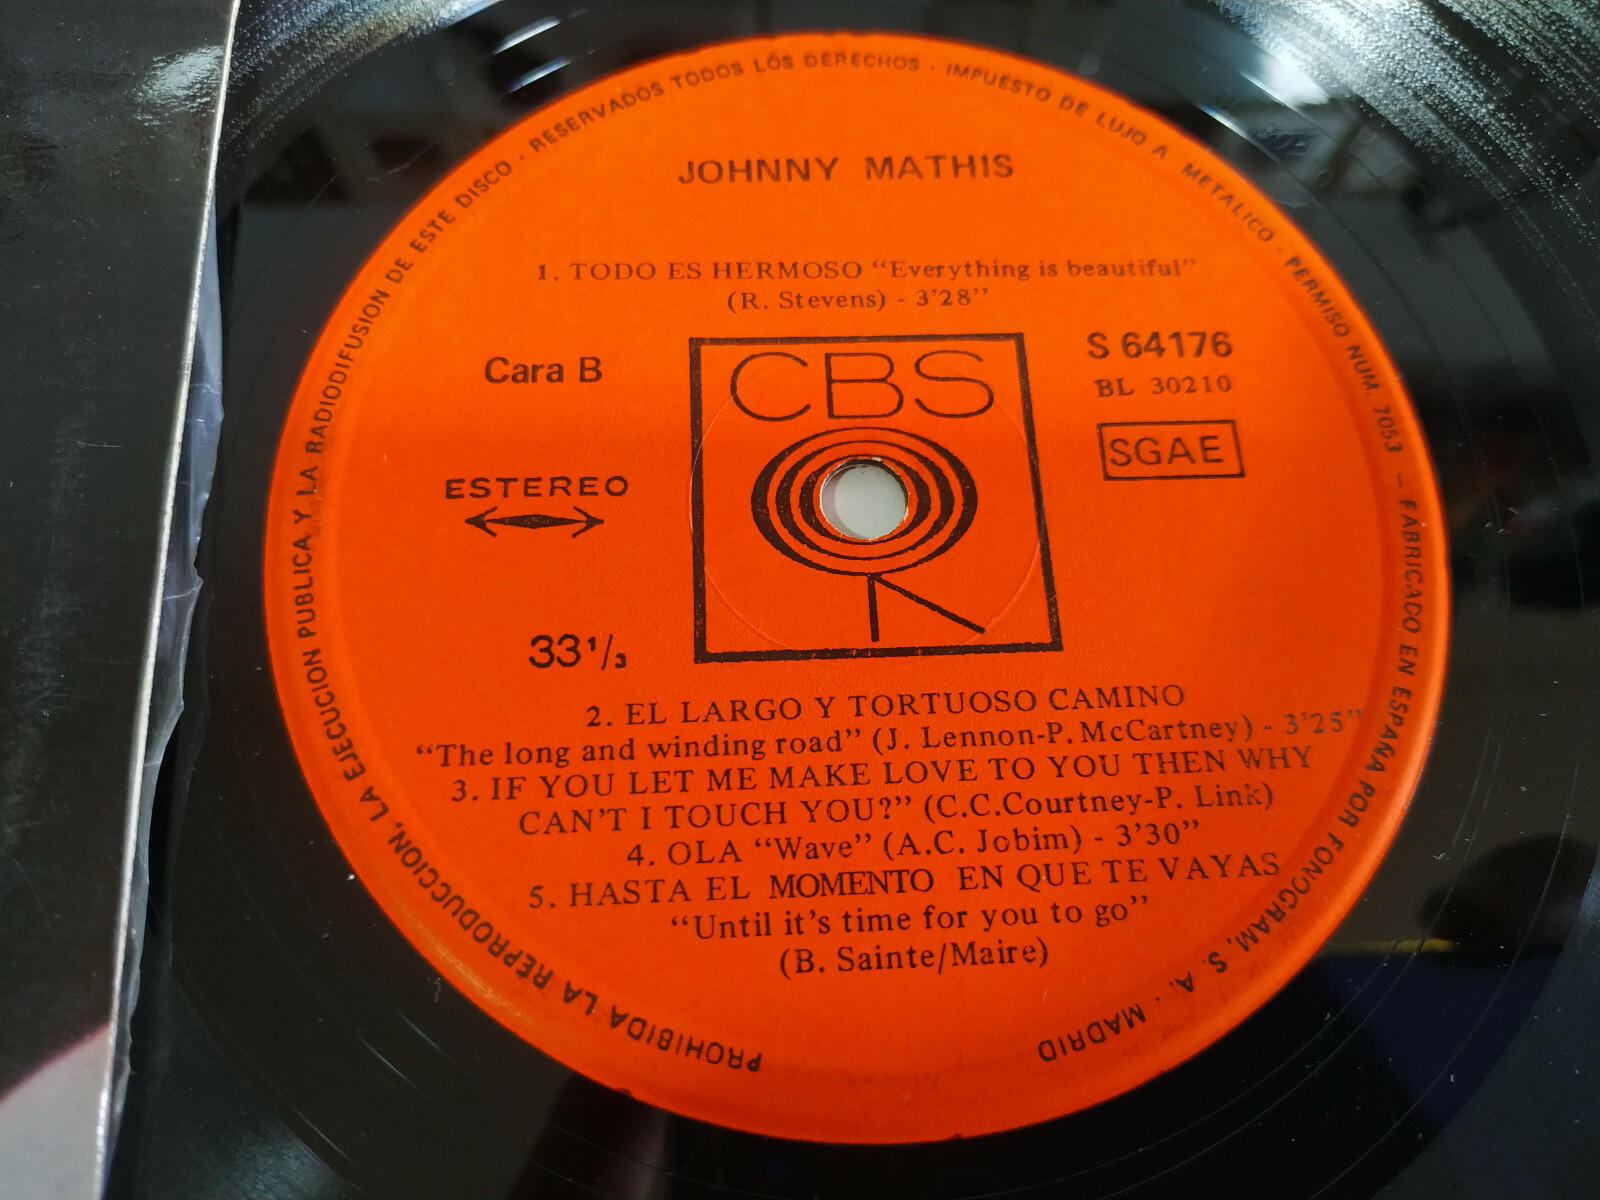 PROHIBIDA LA REPRODUCCION, LA EJECUCION PUBLICA Y LA RADIODIFUSION DE ESTE DISCO · RESERVADOS TODOS LOS DERECHOS · IMPUESTO DE LUJO A METALICO · PERMISO NUM. 7053 – FABRICADO EN ESPAÑA POR FONOGRAM, S. A. · MADRID
JOHNNY MATHIS
1. TODO ES HERMOSO “Everything is beautiful”
(R. Stevens) - 3’28”
Cara B
CBS
S 64176
BL 30210
SGAE
ESTEREO
33 1/3
2. EL LARGO Y TORTUOSO CAMINO
“The long and winding road” (J. Lennon-P. McCartney) - 3’25”
3. IF YOU LET ME MAKE LOVE TO YOU THEN WHY
CAN’T I TOUCH YOU?” (C.C.Courtney-P. Link)
4. OLA “Wave” (A.C. Jobim) - 3’30”
5. HASTA EL MOMENTO EN QUE TE VAYAS
“Until it’s time for you to go”
(B. Sainte/Maire)